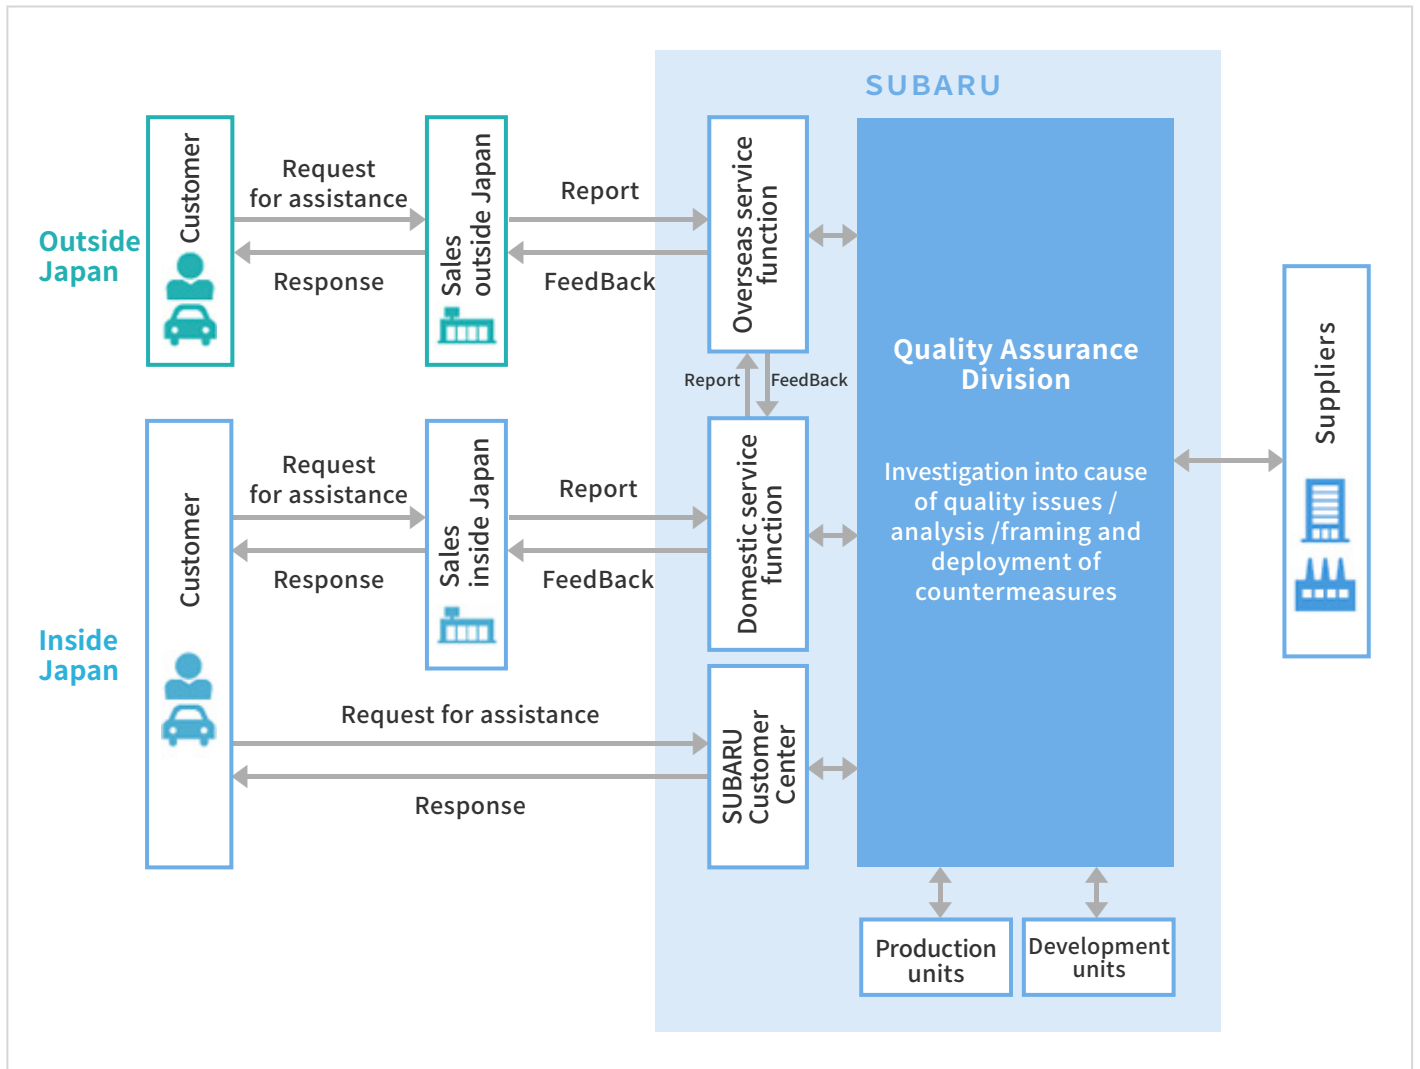 SUBARU
Outside
Japan
Customer
Request
for assistance
Response
Sales
outside Japan
Report
FeedBack
Overseas service
function
Report
FeedBack
Inside
Japan
Customer
Request
for assistance
Response
Sales
inside Japan
Report
FeedBack
Domestic service
function
Request for assistance
Response
SUBARU
Customer
Center
Quality Assurance
Division
Investigation into cause
of quality issues /
analysis /framing and
deployment of
countermeasures
Production
units
Development
units
Suppliers